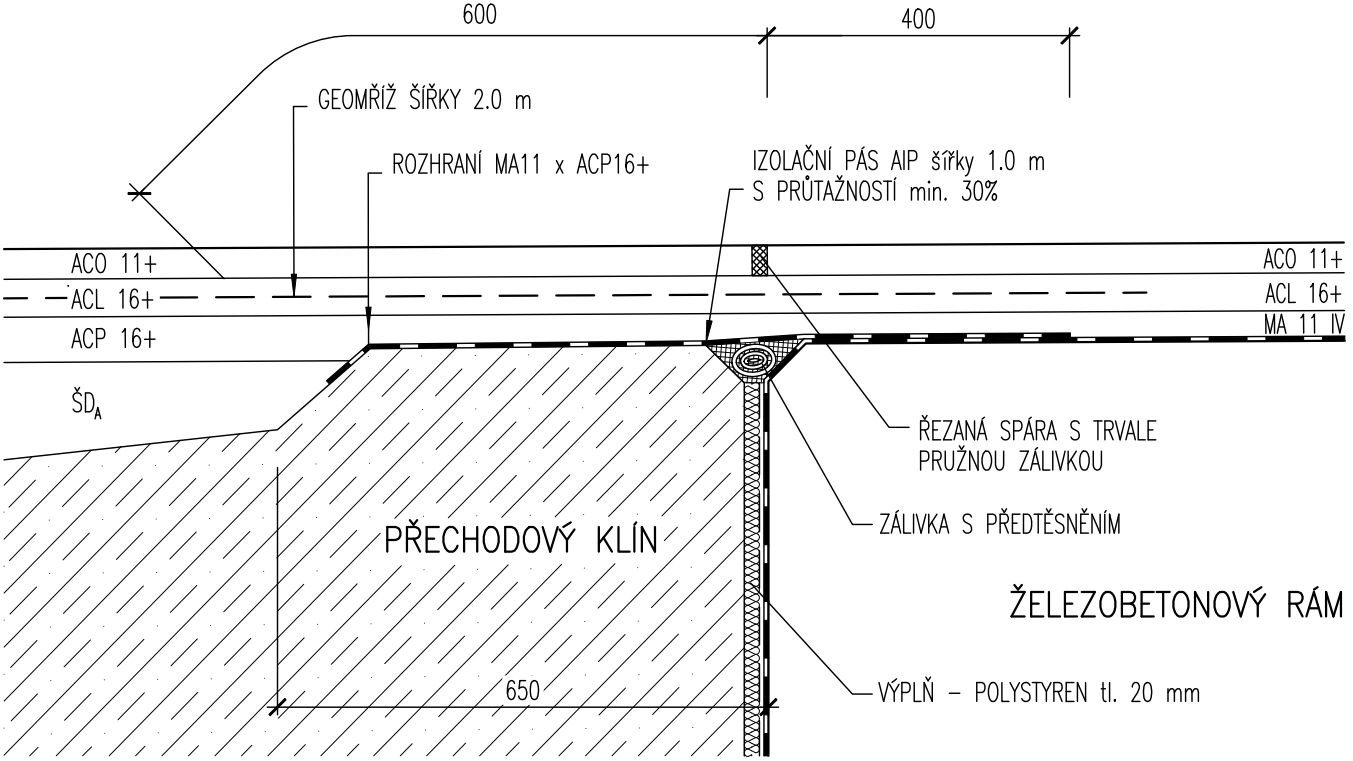 600
400
GEOMŘÍŽ ŠÍŘKY 2.0 m
ROZHRANÍ MA11 x ACP16+
IZOLAČNÍ PÁS AIP šířky 1.0 m
S PRŮTAŽNOSTÍ min. 30%
ACO 11+
ACO 11+
ACL 16+
ACL 16+
ACP 16+
MA 11 IV
ŠDA
ŘEZANÁ SPÁRA S TRVALE
PRUŽNOU ZÁLIVKOU
PŘECHODOVÝ KLÍN
ZÁLIVKA S PŘEDTĚSNĚNÍM
ŽELEZOBETONOVÝ RÁM
650
VÝPLŇ – POLYSTYREN tl. 20 mm